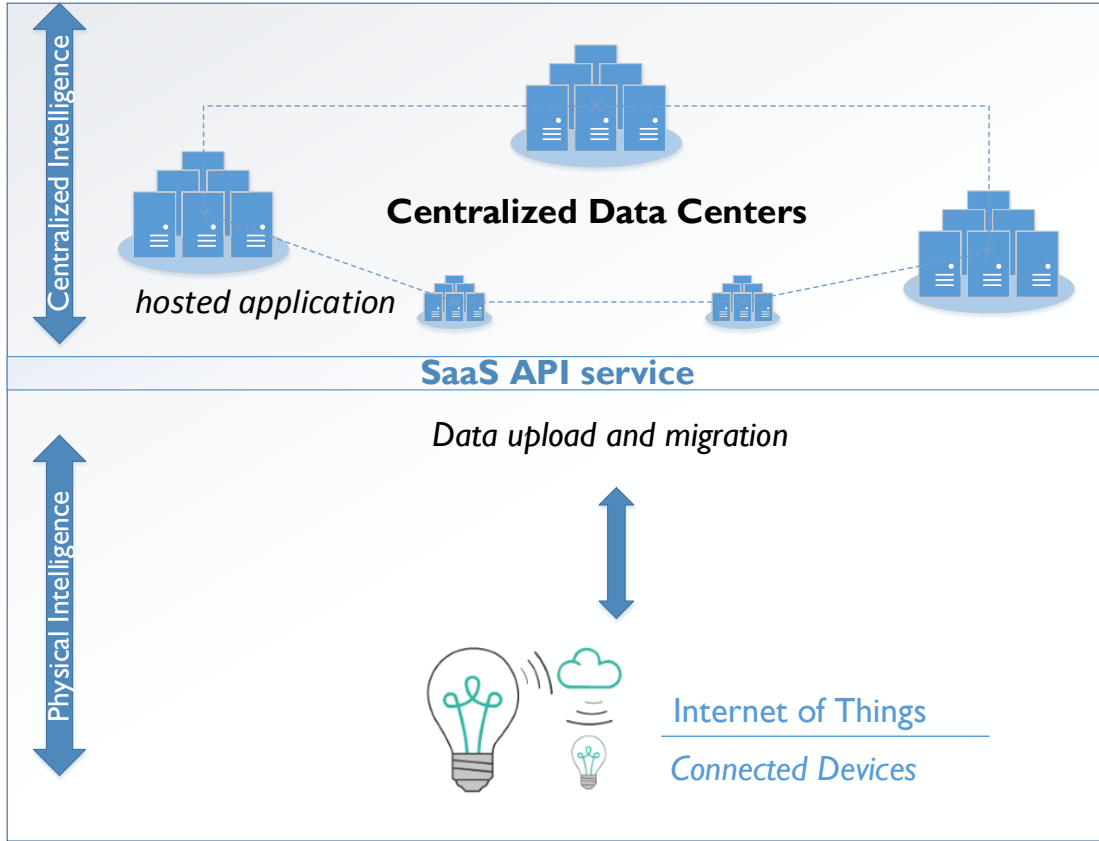 Centralized Intelligence
Centralized Data Centers
hosted application
SaaS API service
Data upload and migration
Physical Intelligence
Internet of Things
Connected Devices